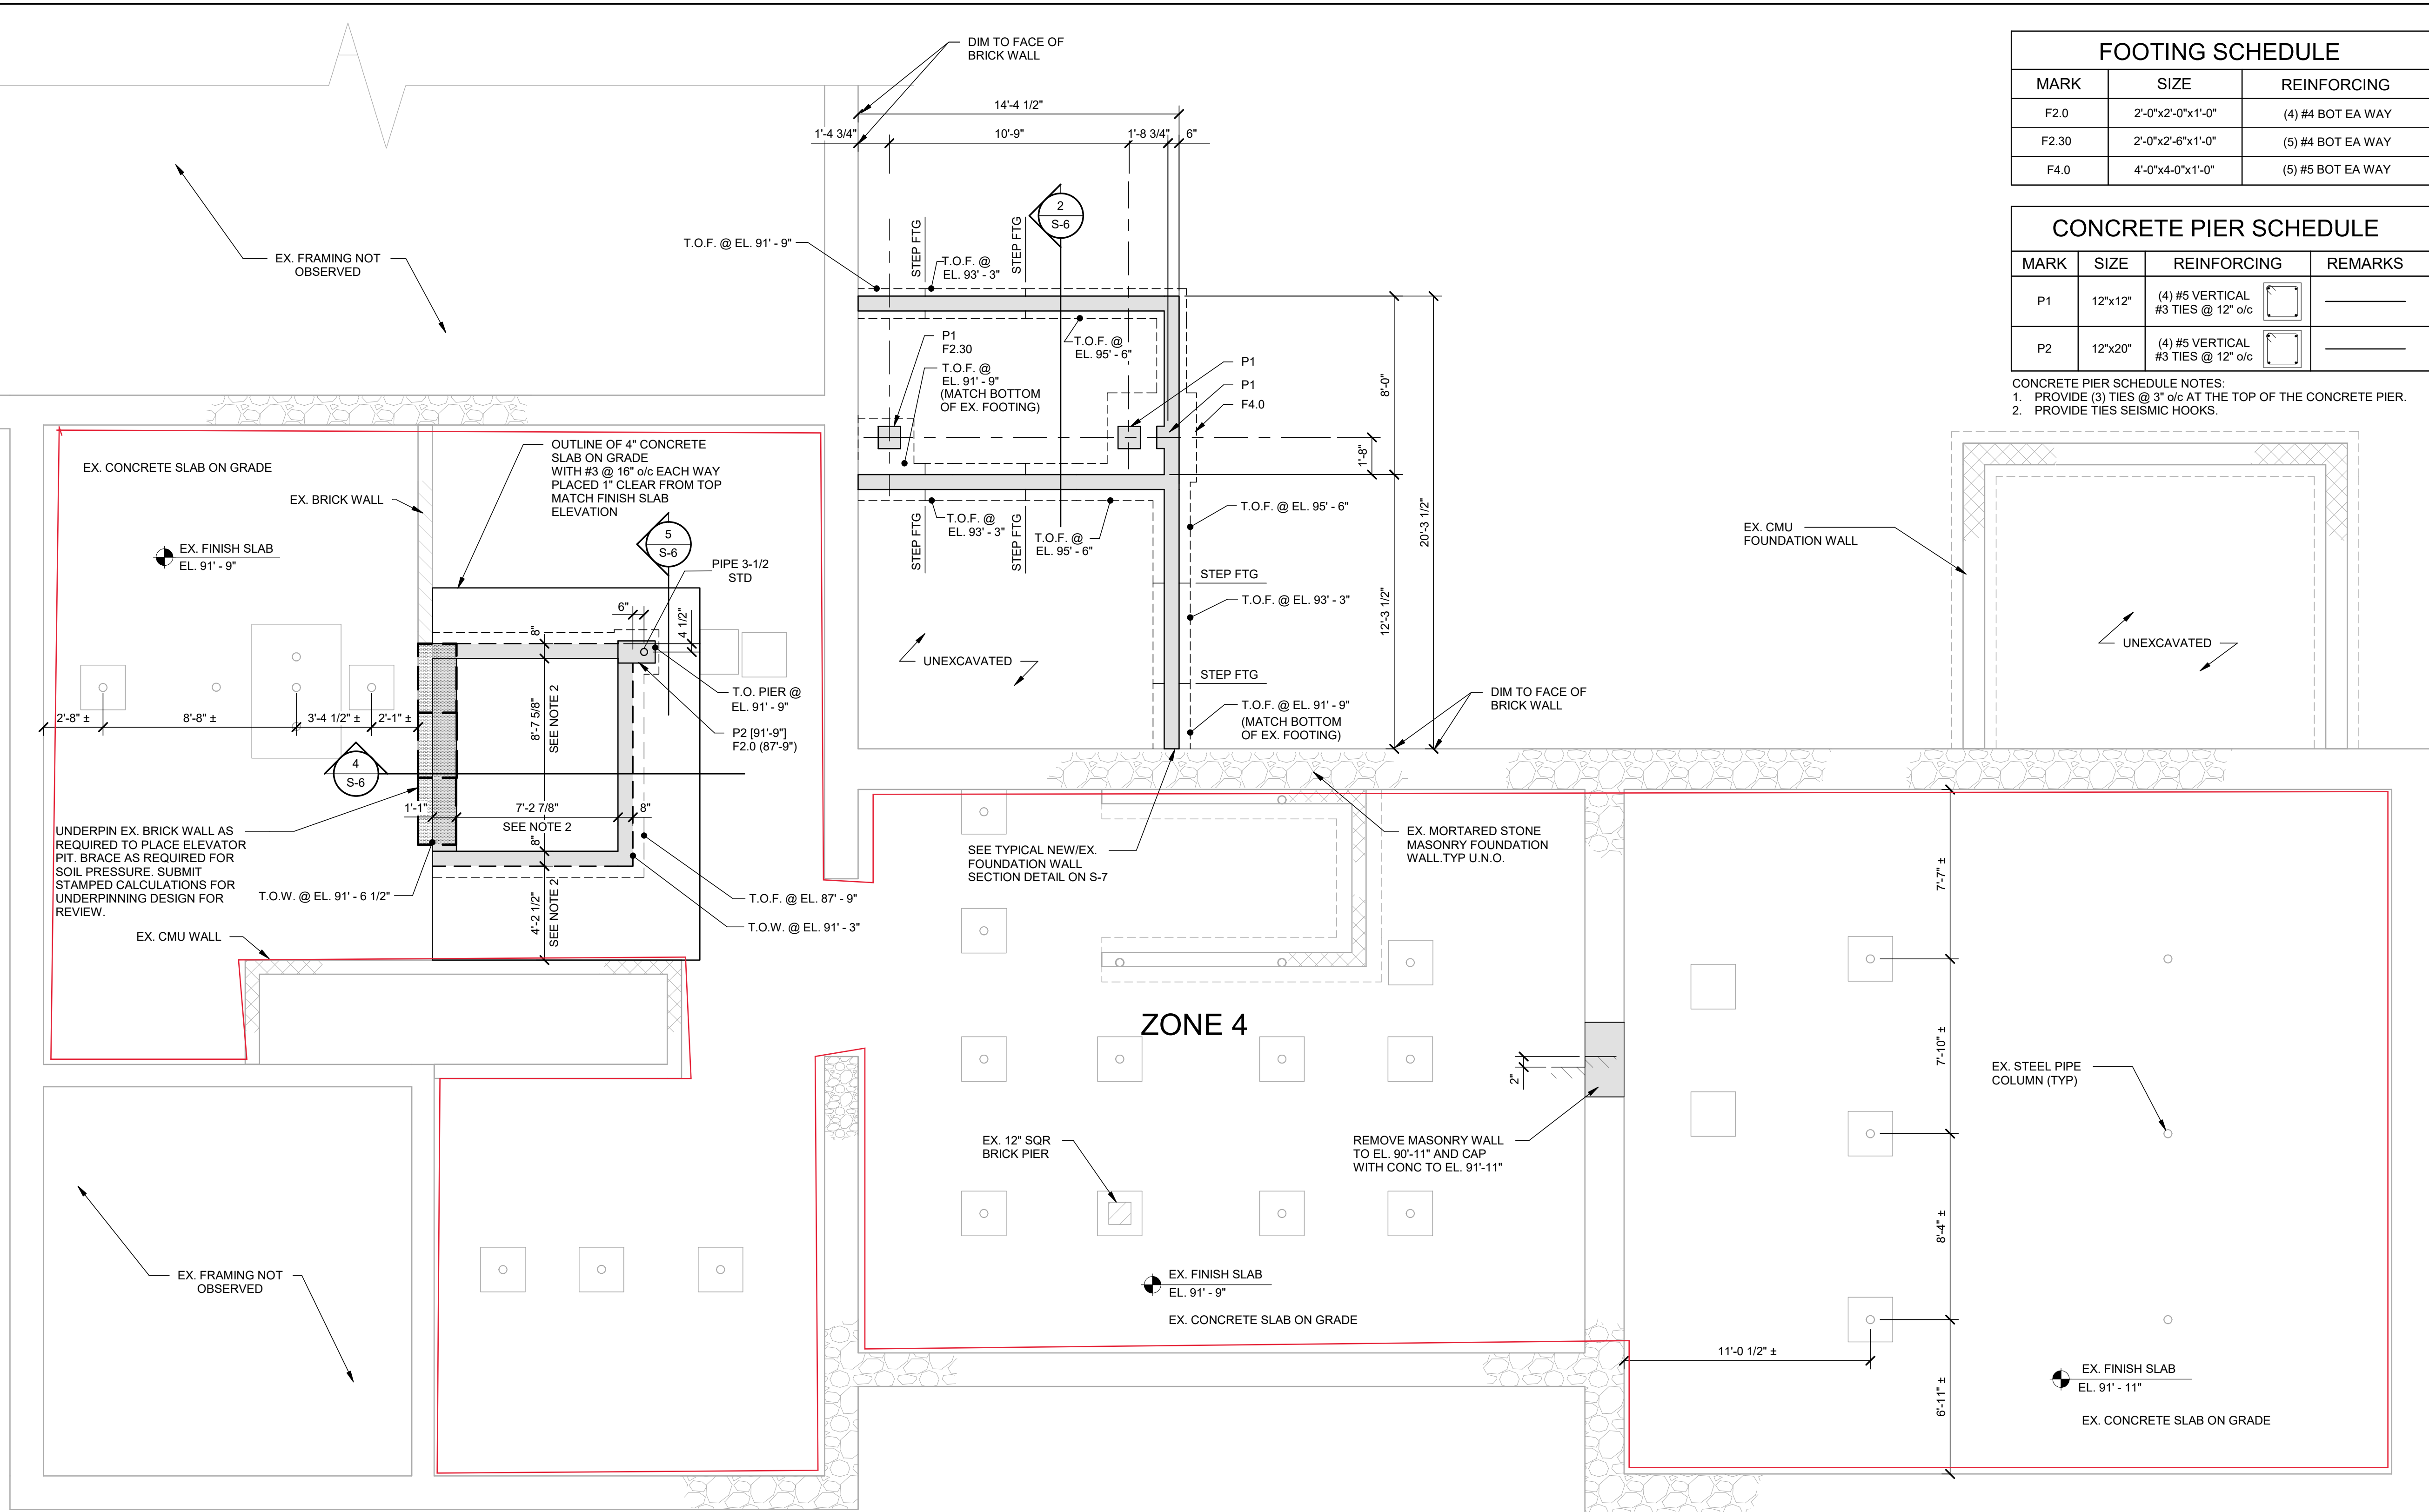 DIM TO FACE OF
BRICK WALL
14'-4 1/2"
1'-4 3/4"
10'-9"
1'-8 3/4"
6"
2
S-6
STEP FTG
STEP FTG
T.O.F. @ EL. 91' - 9"
T.O.F. @
EL. 93' - 3"
EX. FRAMING NOT
OBSERVED
P1
F2.30
T.O.F. @
EL. 91' - 9"
(MATCH BOTTOM
OF EX. FOOTING)
T.O.F. @
EL. 95' - 6"
P1
P1
F4.0
8'-0"
1'-8"
20'-3 1/2"
12'-3 1/2"
FOOTING SCHEDULE
MARK SIZE REINFORCING
F2.0 2'-0"x2'-0"x1'-0" (4) #4 BOT EA WAY
F2.30 2'-0"x2'-6"x1'-0" (5) #4 BOT EA WAY
F4.0 4'-0"x4-0"x1'-0" (5) #5 BOT EA WAY
CONCRETE PIER SCHEDULE
MARK SIZE REINFORCING REMARKS
P1 12"x12" (4) #5 VERTICAL
#3 TIES @ 12" o/c
P2 12"x20" (4) #5 VERTICAL
#3 TIES @ 12" o/c
CONCRETE PIER SCHEDULE NOTES:
1. PROVIDE (3) TIES @ 3" o/c AT THE TOP OF THE CONCRETE PIER.
2. PROVIDE TIES SEISMIC HOOKS.
EX. CONCRETE SLAB ON GRADE
EX. BRICK WALL
OUTLINE OF 4" CONCRETE
SLAB ON GRADE
WITH #3 @ 16" o/c EACH WAY
PLACED 1" CLEAR FROM TOP
MATCH FINISH SLAB
ELEVATION
EX. FINISH SLAB
EL. 91' - 9"
5
S-6
PIPE 3-1/2
STD
6"
4 1/2"
8"
STEP FTG
STEP FTG
T.O.F. @
EL. 93' - 3"
T.O.F. @
EL. 95' - 6"
T.O.F. @ EL. 95' - 6"
STEP FTG
T.O.F. @ EL. 93' - 3"
UNEXCAVATED
STEP FTG
T.O.F. @ EL. 91' - 9"
(MATCH BOTTOM
OF EX. FOOTING)
DIM TO FACE OF
BRICK WALL
EX. CMU
FOUNDATION WALL
UNEXCAVATED
2'-8" ±
8'-8" ±
3'-4 1/2" ±
2'-1" ±
8'-7 5/8"
SEE NOTE 2
T.O. PIER @
EL. 91' - 9"
P2 [91'-9"]
F2.0 (87'-9")
4
S-6
1'-1"
7'-2 7/8"
SEE NOTE 2
8"
8"
4'-2 1/2"
SEE NOTE 2
UNDERPIN EX. BRICK WALL AS
REQUIRED TO PLACE ELEVATOR
PIT. BRACE AS REQUIRED FOR
SOIL PRESSURE. SUBMIT
STAMPED CALCULATIONS FOR
UNDERPINNING DESIGN FOR
REVIEW.
T.O.W. @ EL. 91' - 6 1/2"
T.O.F. @ EL. 87' - 9"
T.O.W. @ EL. 91' - 3"
EX. CMU WALL
SEE TYPICAL NEW/EX.
FOUNDATION WALL
SECTION DETAIL ON S-7
EX. MORTARED STONE
MASONRY FOUNDATION
WALL.TYP U.N.O.
ZONE 4
2"
EX. 12" SQR
BRICK PIER
REMOVE MASONRY WALL
TO EL. 90'-11" AND CAP
WITH CONC TO EL. 91'-11"
7'-7" ±
7'-10" ±
8'-4" ±
6'-11" ±
11'-0 1/2" ±
EX. STEEL PIPE
COLUMN (TYP)
EX. FRAMING NOT
OBSERVED
EX. FINISH SLAB
EL. 91' - 9"
EX. CONCRETE SLAB ON GRADE
EX. FINISH SLAB
EL. 91' - 11"
EX. CONCRETE SLAB ON GRADE